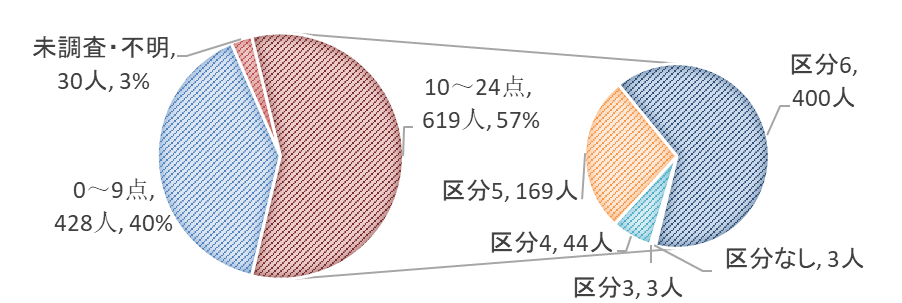 未調査・不明,
30人, 3%
10～24点,
619人, 57%
0～9点,
428人, 40%
区分6,
400人
区分5, 169人
区分4, 44人
区分3, 3人
区分なし, 3人